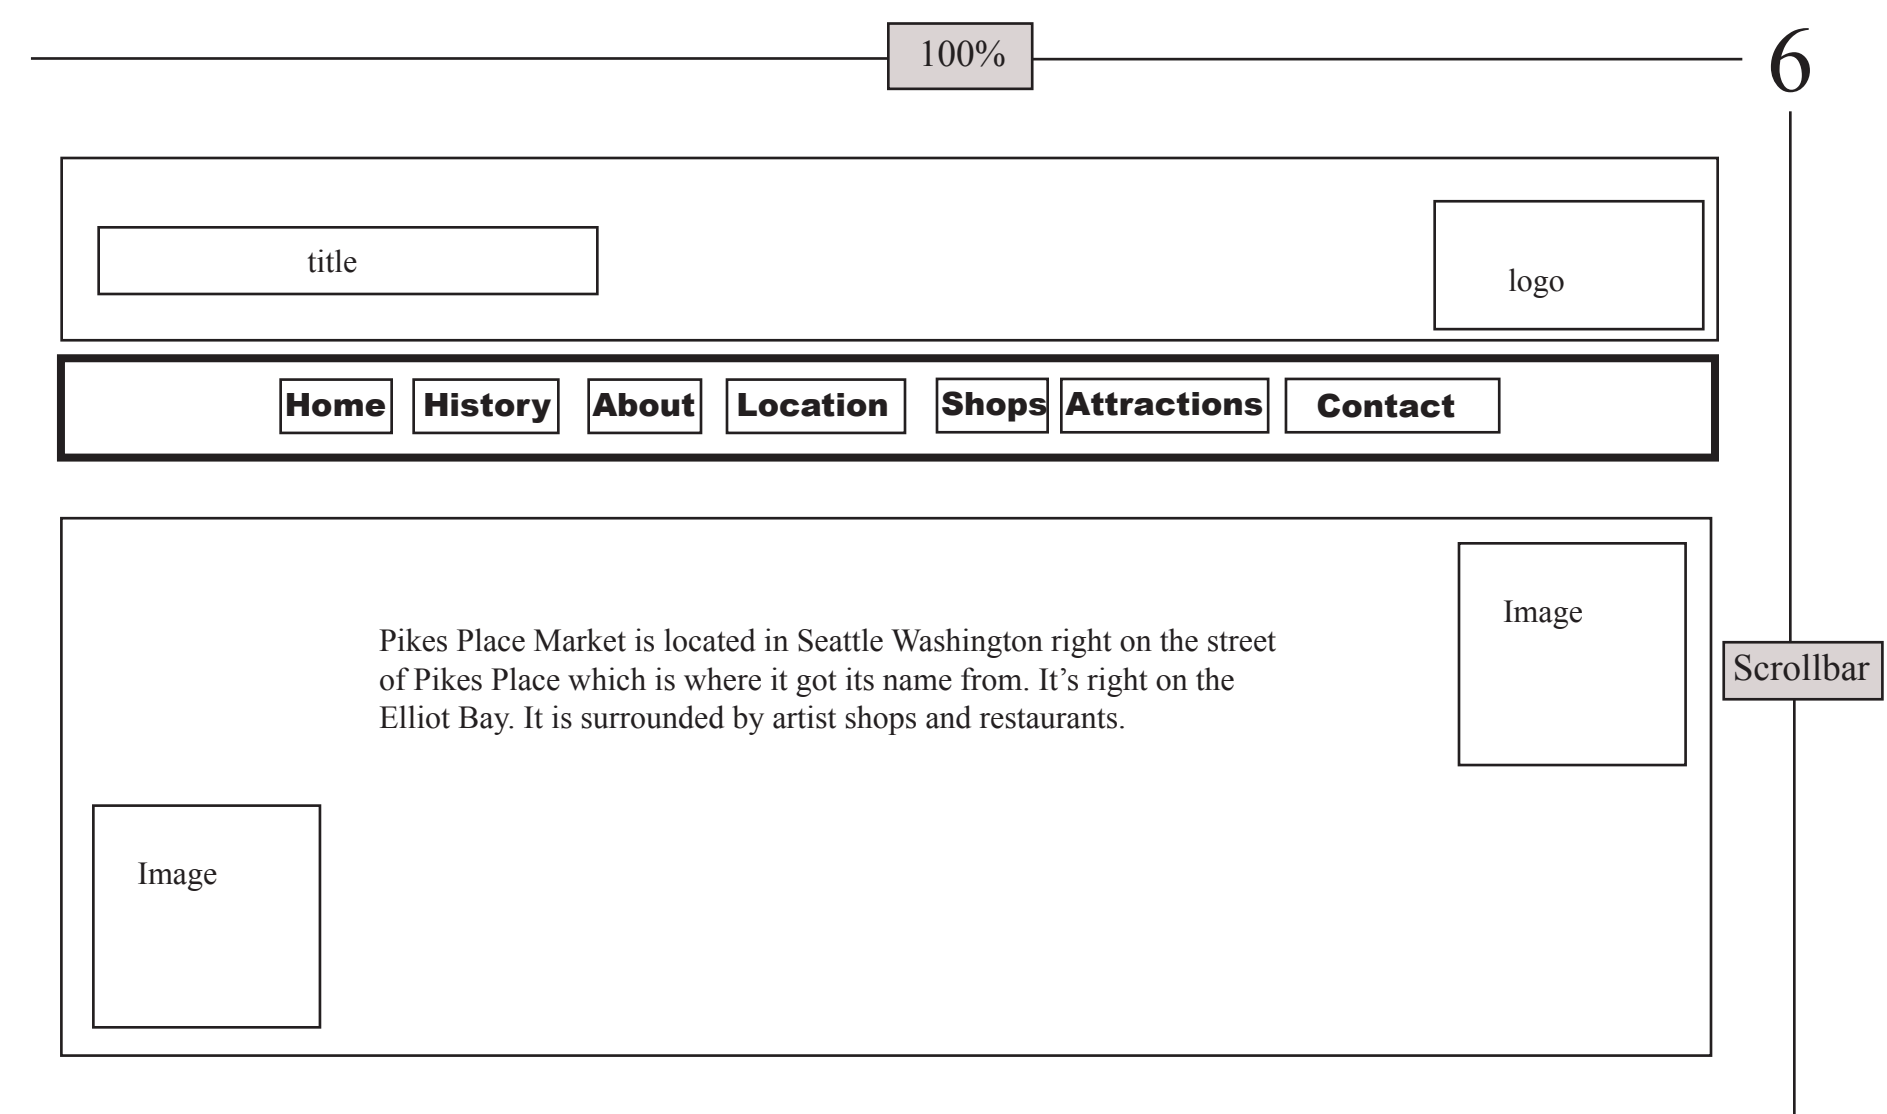 100%
6
title
logo
Home History About Location Shops Attractions Contact
Image
Pikes Place Market is located in Seattle Washington right on the street
of Pikes Place which is where it got its name from. It’s right on the
Elliot Bay. It is surrounded by artist shops and restaurants.
Scrollbar
Image